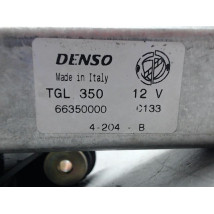 DENSO
Made in Italy
TGL 350 12 V
66350000 C133
4-204-B